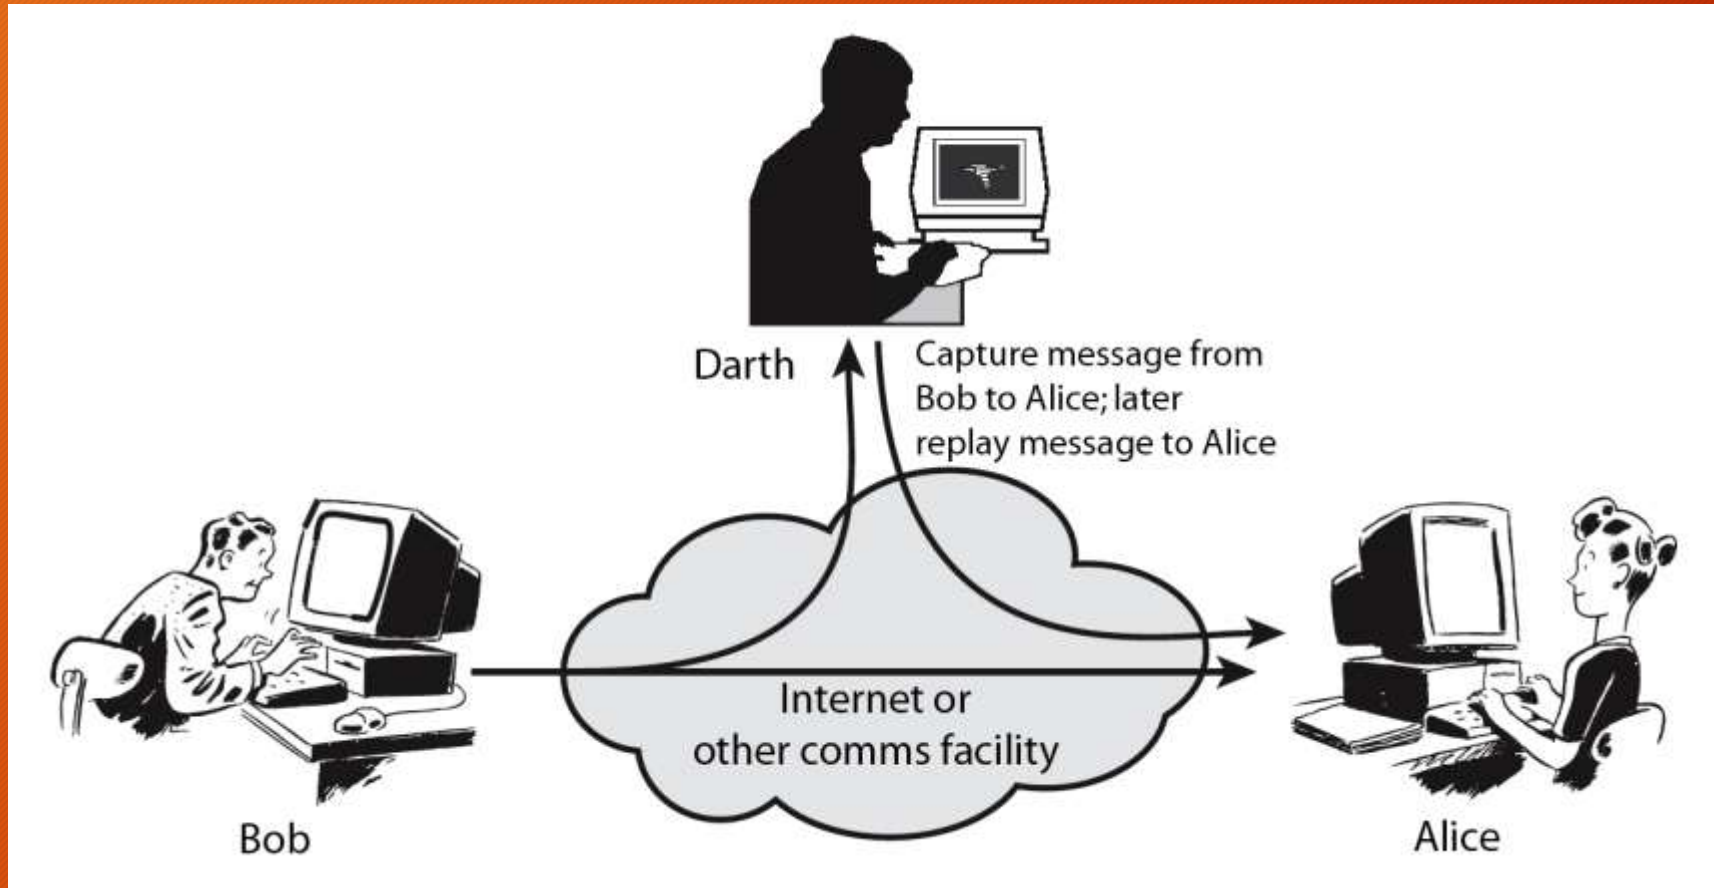 Darth
Capture message from
Bob to Alice; later
replay message to Alice
Internet or
other comms facility
Bob
Alice